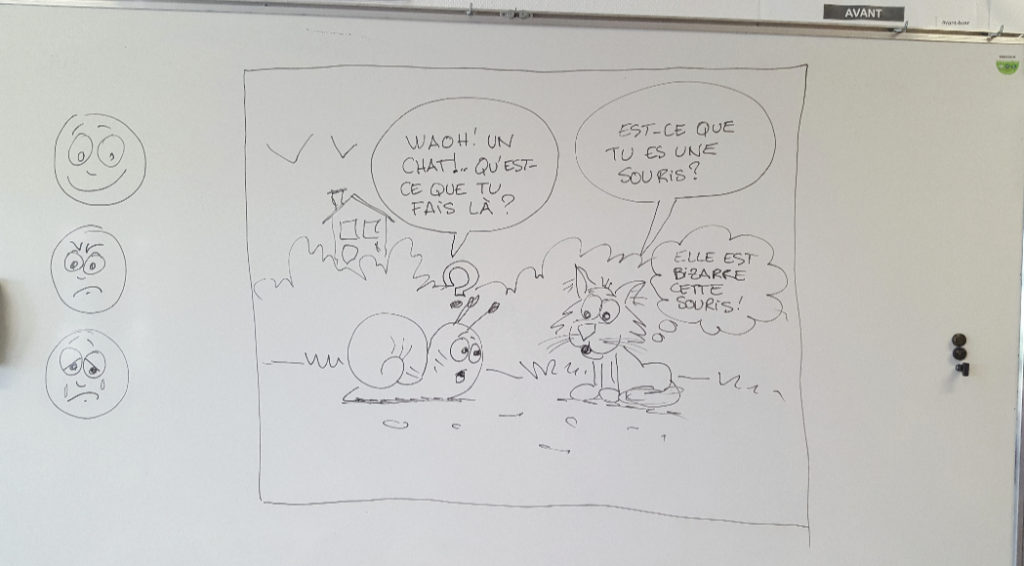 AVANT
WAOH! UN
CHAT!.. QU'EST-
CE QUE TU
FAIS LÀ?
EST-CE QUE
TU ES UNE
SOURIS?
ELLE EST
BIZARRE
CETTE
SOURIS!
?